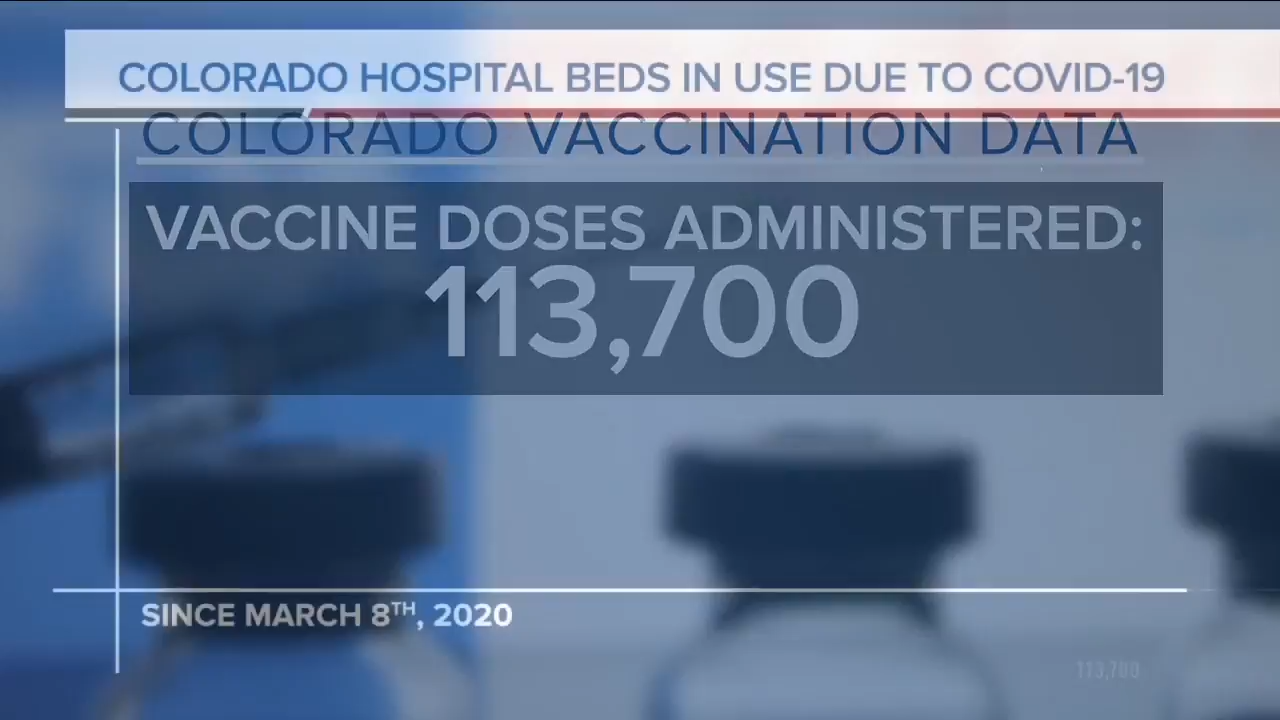 COLORADO HOSPITAL BEDS IN USE DUE TO COVID-19
COLORADO VACCINATION DATA
VACCINE DOSES ADMINISTERED:
113,700
SINCE MARCH 8TH, 2020
113,700